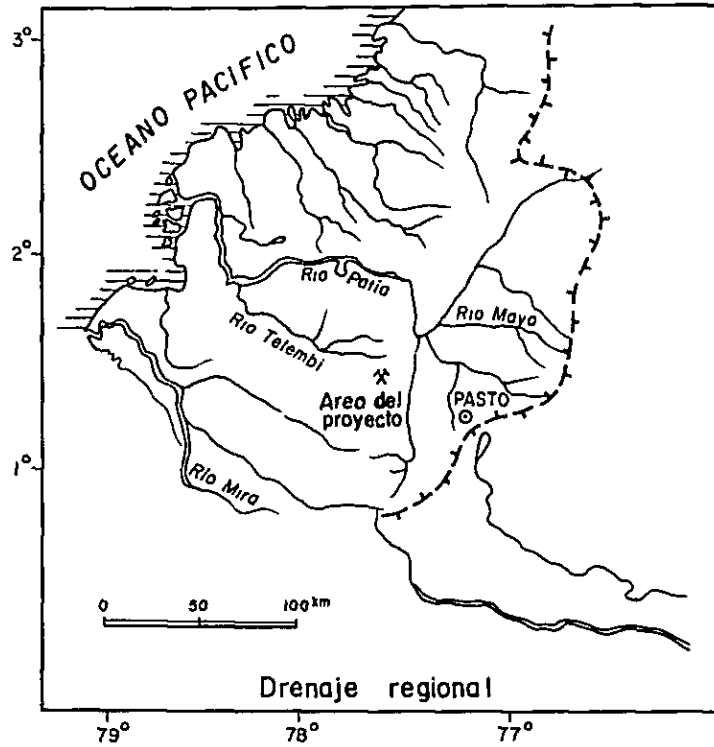 3°
OCEANO PACIFICO
2°
Rio Patia
Rio Mayo
Rio Telembi
Area del
proyecto
PASTO
1°
Rio Mira
0 50 100 km
Drenaje regional
79° 78° 77°